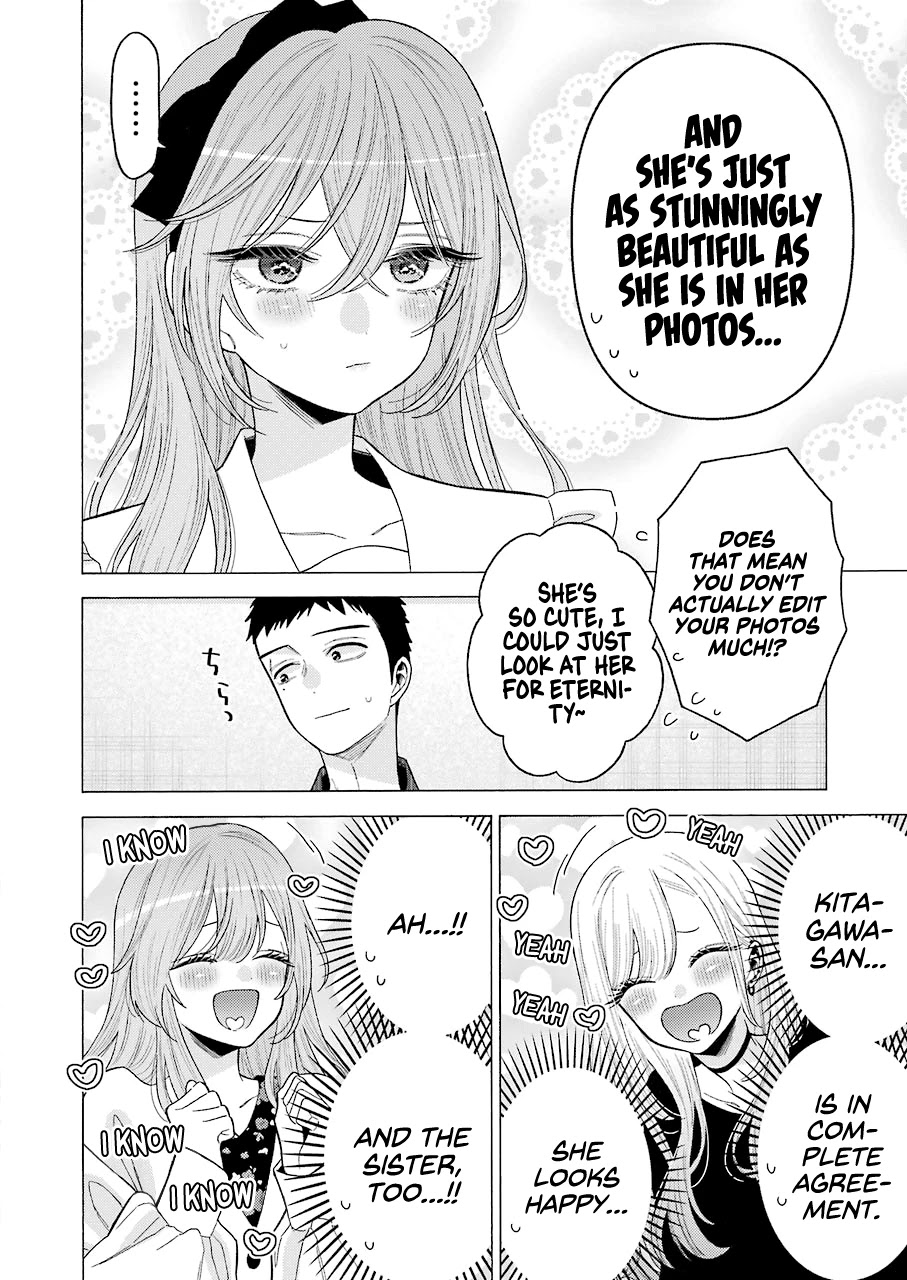 AND
SHE'S JUST
AS STUNNINGLY
BEAUTIFUL AS
SHE IS IN HER
PHOTOS...
.......
DOES
THAT MEAN
YOU DON'T
ACTUALLY EDIT
YOUR PHOTOS
MUCH!?
SHE'S
SO CUTE, I
COULD JUST
LOOK AT HER
FOR ETERNI-
TY~
ちらっ
YEAH
YEAH
YEAH
KITA-
GAWA-
SAN...
IS IN
COM-
PLETE
AGREE-
MENT.
SHE
LOOKS
HAPPY...
I KNOW
AH...!!
AND THE
SISTER,
TOO...!!
I KNOW
I KNOW